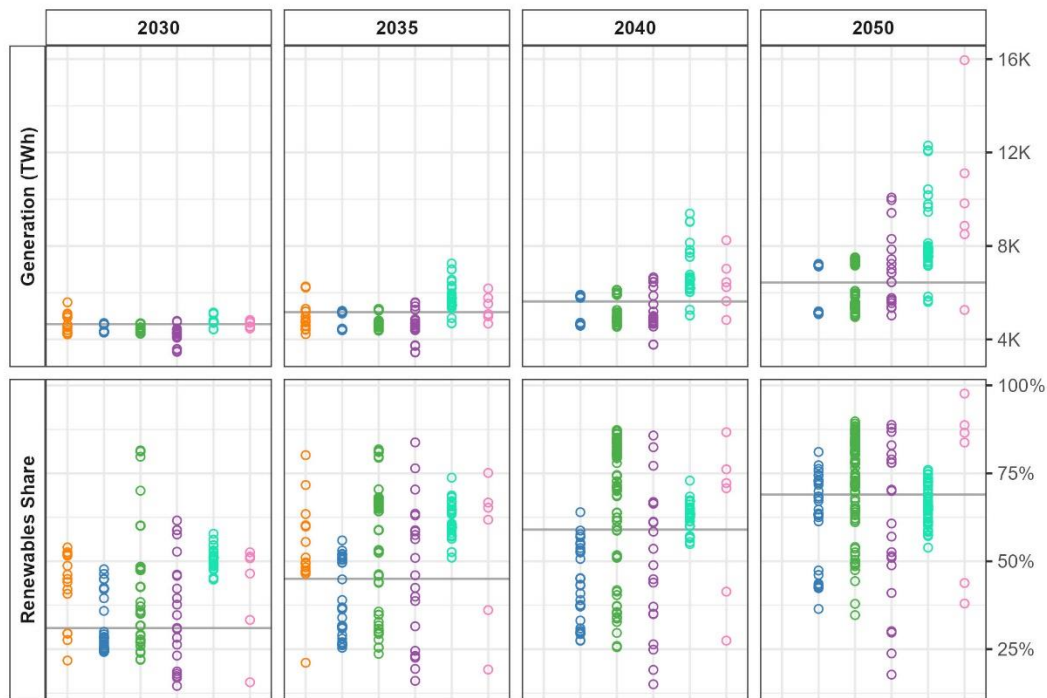 2030
2035
2040
2050
Generation (TWh)
16K
12K
8K
4K
Renewables Share
100%
75%
50%
25%